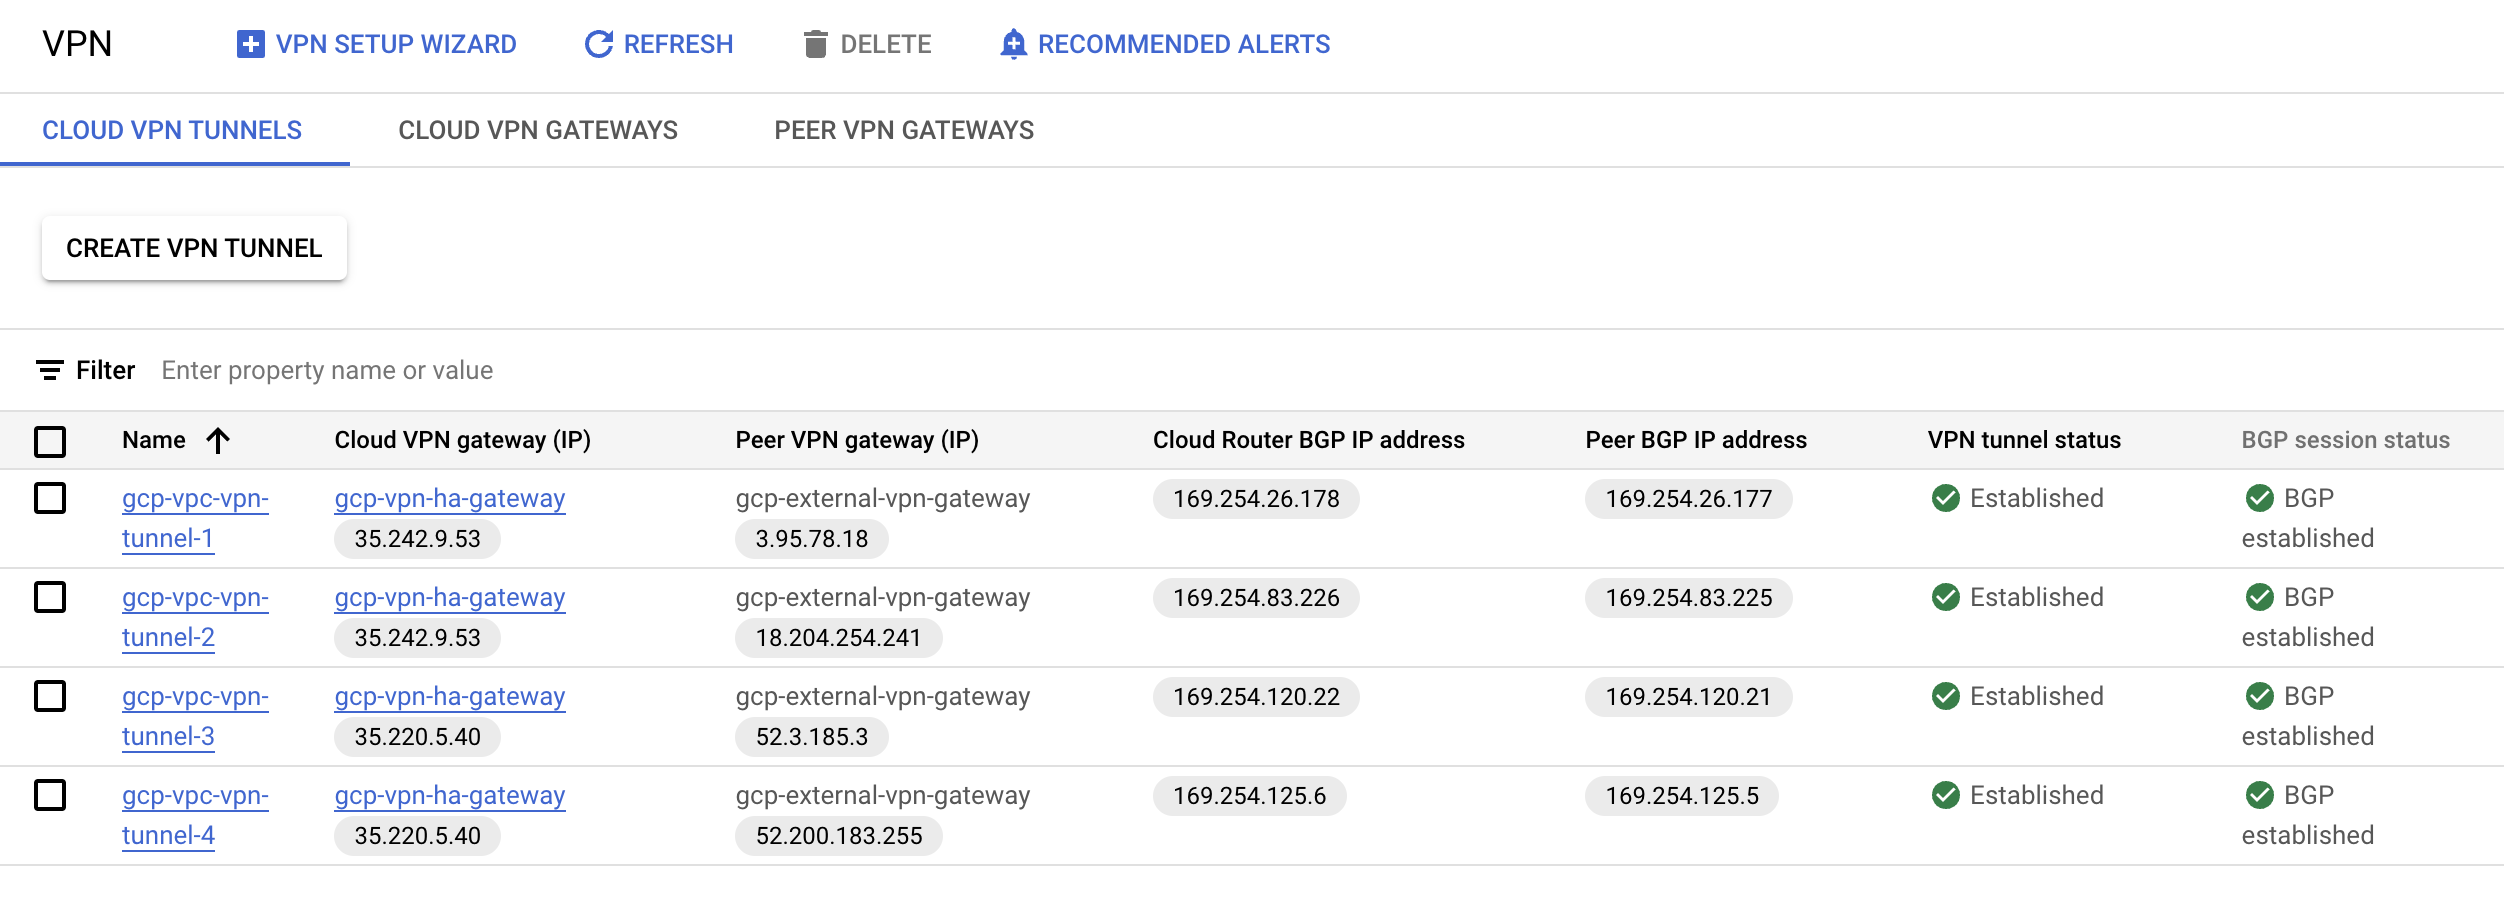 VPN VPN SETUP WIZARD REFRESH DELETE RECOMMENDED ALERTS
CLOUD VPN TUNNELS CLOUD VPN GATEWAYS PEER VPN GATEWAYS
CREATE VPN TUNNEL
Filter Enter property name or value
Name Cloud VPN gateway (IP) Peer VPN gateway (IP) Cloud Router BGP IP address Peer BGP IP address VPN tunnel status BGP session status
gcp-vpc-vpn- gcp-vpn-ha-gateway gcp-external-vpn-gateway 169.254.26.178 169.254.26.177 Established BGP
tunnel-1 35.242.9.53 3.95.78.18 established
gcp-vpc-vpn- gcp-vpn-ha-gateway gcp-external-vpn-gateway 169.254.83.226 169.254.83.225 Established BGP
tunnel-2 35.242.9.53 18.204.254.241 established
gcp-vpc-vpn- gcp-vpn-ha-gateway gcp-external-vpn-gateway 169.254.120.22 169.254.120.21 Established BGP
tunnel-3 35.220.5.40 52.3.185.3 established
gcp-vpc-vpn- gcp-vpn-ha-gateway gcp-external-vpn-gateway 169.254.125.6 169.254.125.5 Established BGP
tunnel-4 35.220.5.40 52.200.183.255 established